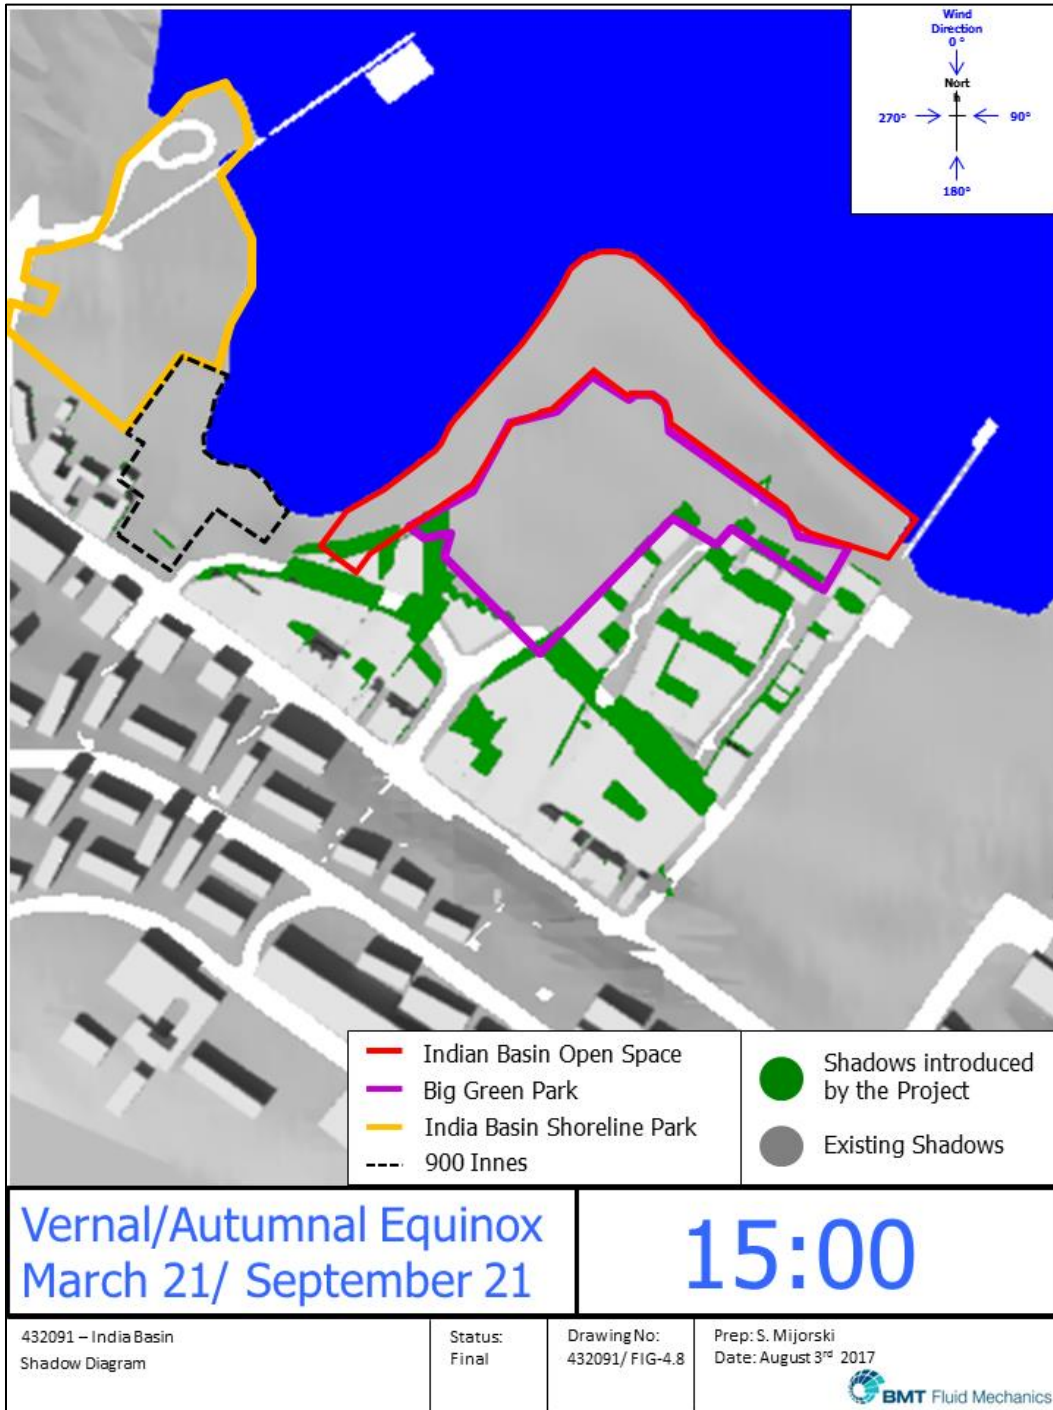 Wind
Direction
0 °
Nort
h
270°
90°
180°
Indian Basin Open Space
Big Green Park
India Basin Shoreline Park
900 Innes
Shadows introduced
by the Project
Existing Shadows
Vernal/Autumnal Equinox
March 21/ September 21
15:00
432091 – India Basin
Shadow Diagram
Status:
Final
Drawing No:
432091/ FIG-4.8
Prep: S. Mijorski
Date: August 3rd 2017
BMT Fluid Mechanics